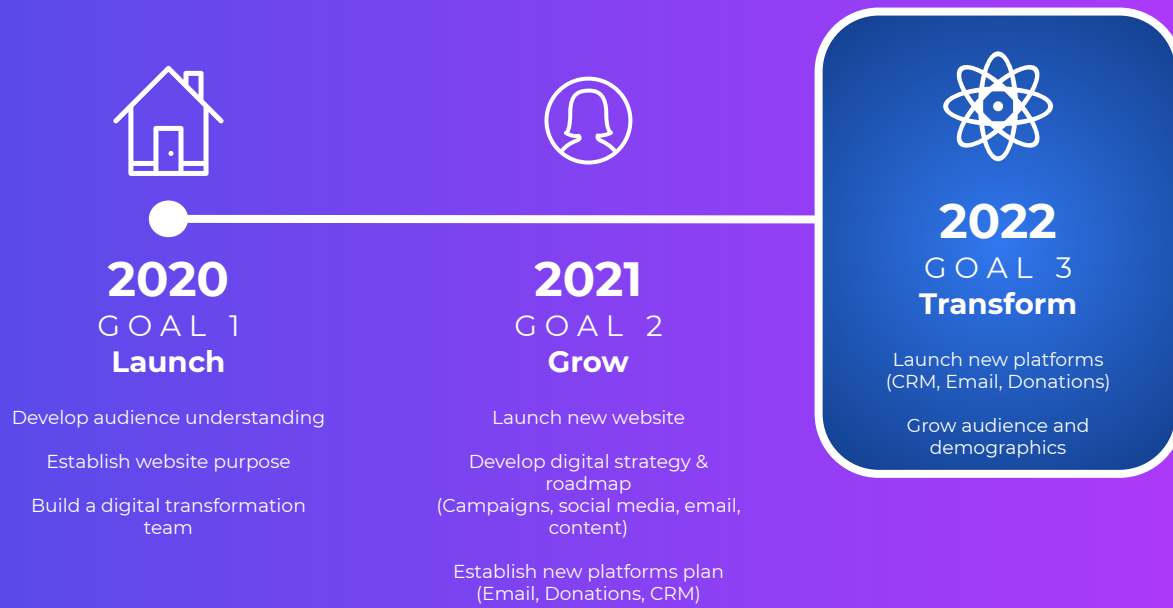 2020
GOAL 1
Launch
Develop audience understanding
Establish website purpose
Build a digital transformation
team
2021
GOAL 2
Grow
Launch new website
Develop digital strategy &
roadmap
(Campaigns, social media, email,
content)
Establish new platforms plan
(Email, Donations, CRM)
2022
GOAL 3
Transform
Launch new platforms
(CRM, Email, Donations)
Grow audience and
demographics